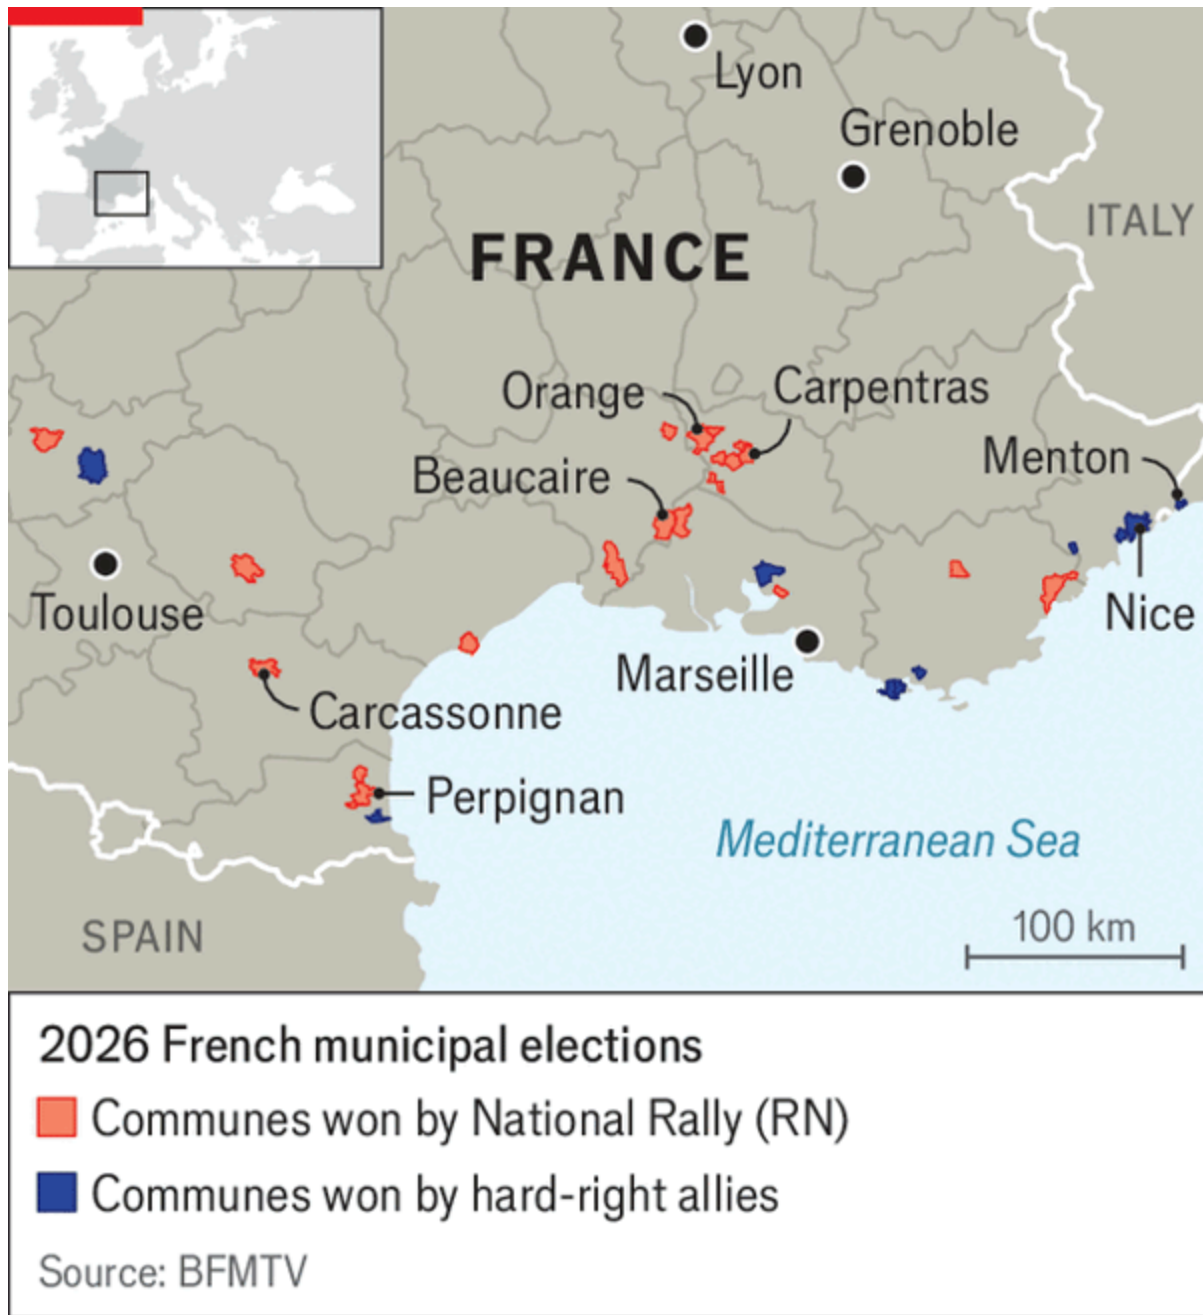 Lyon
Grenoble
ITALY
FRANCE
Orange
Carpentras
Beaucaire
Menton
Toulouse
Nice
Marseille
Carcassonne
Perpignan
Mediterranean Sea
SPAIN
100 km
2026 French municipal elections
Communes won by National Rally (RN)
Communes won by hard-right allies
Source: BFMTV